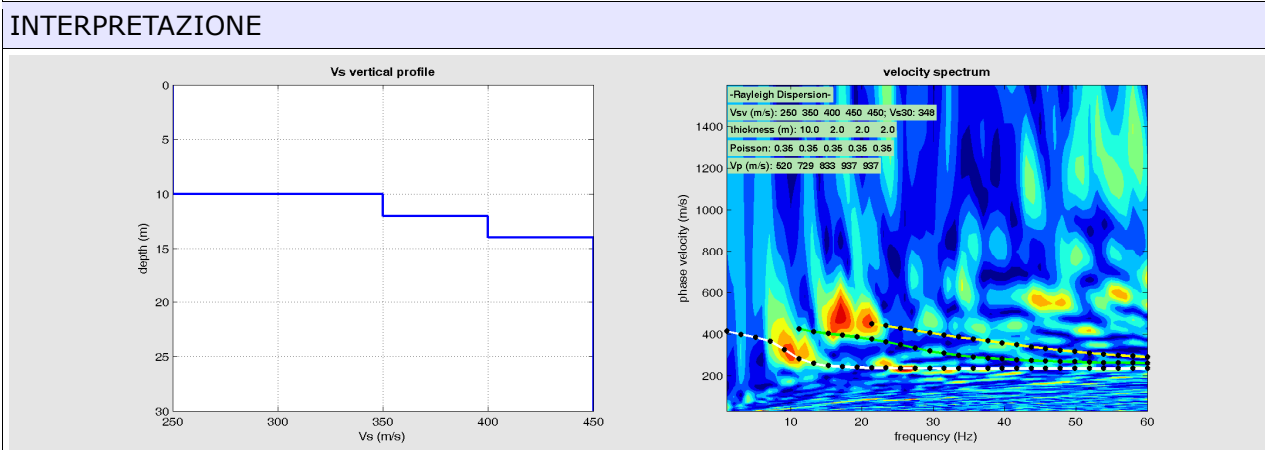 INTERPRETAZIONE
Vs vertical profile
0
5
10
15
20
25
30
depth (m)
250 300 350 400 450
Vs (m/s)
velocity spectrum
-Rayleigh Dispersion-
Vsv (m/s): 250 350 400 450 450; Vs30: 348
thickness (m): 10.0 2.0 2.0 2.0
Poisson: 0.35 0.35 0.35 0.35 0.35
Vp (m/s): 520 729 833 937 937
1400
1200
1000
800
600
400
200
phase velocity (m/s)
10 20 30 40 50 60
frequency (Hz)